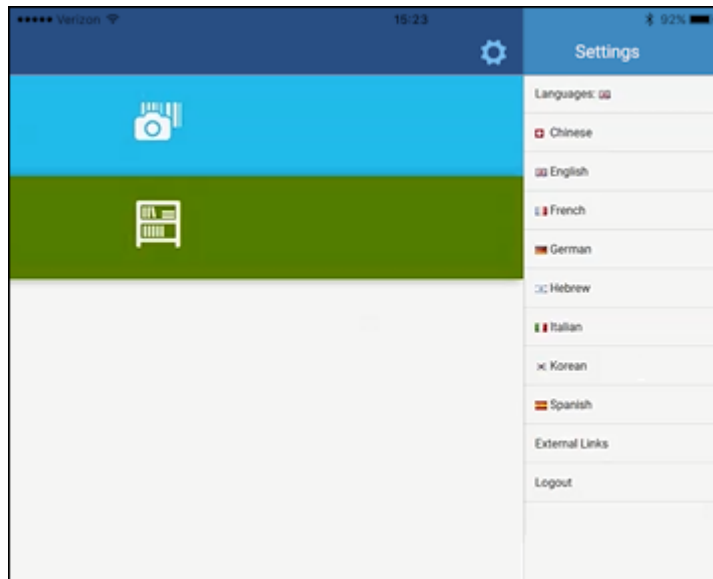 Verizon 15:23 92%
Settings
Languages:
Chinese
English
French
German
Hebrew
Italian
Korean
Spanish
External Links
Logout